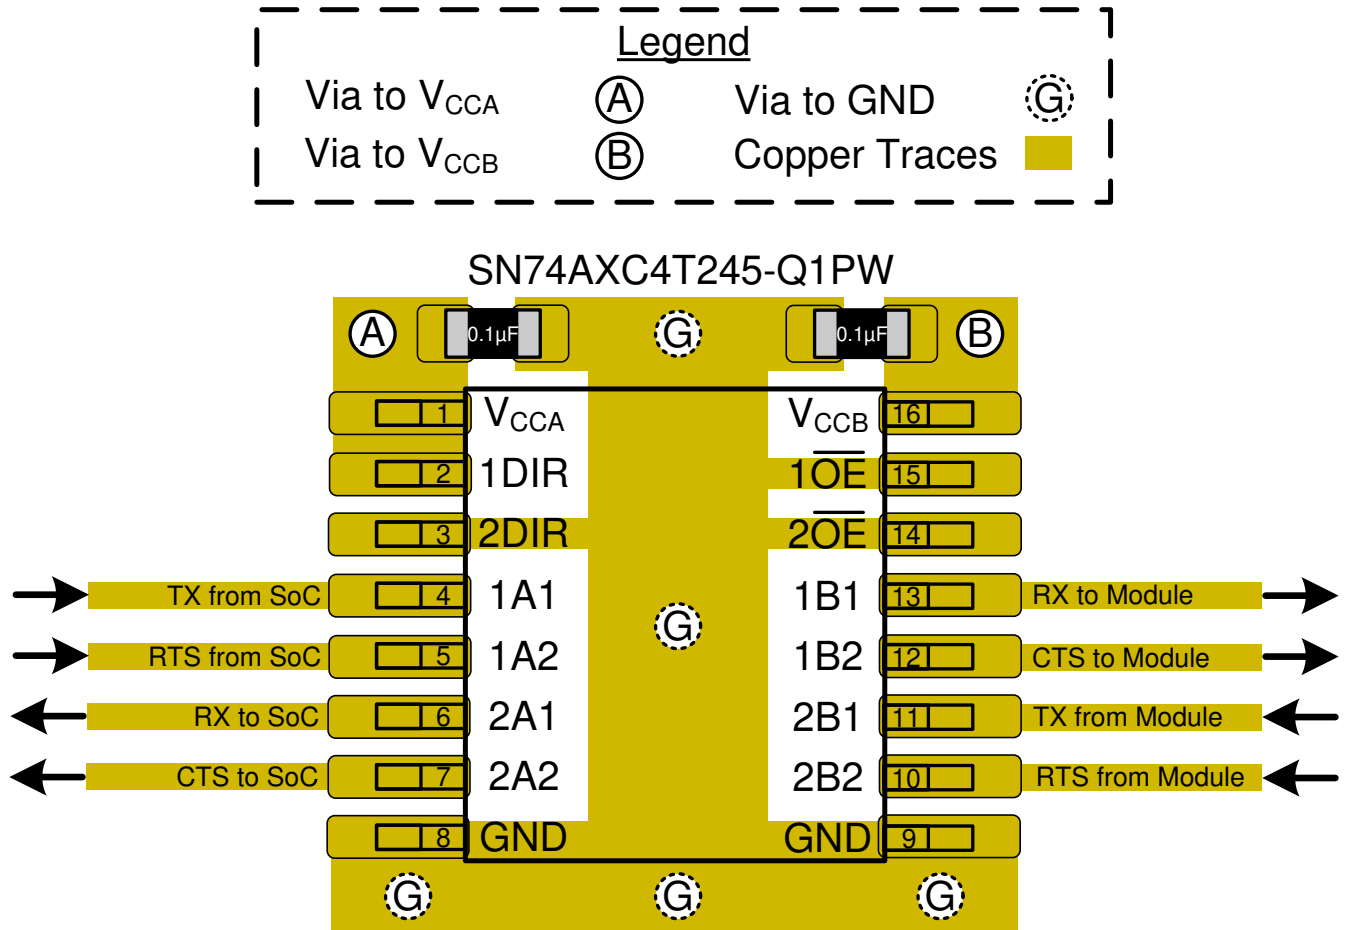 Legend
Via to VCCA A Via to GND G
Via to VCCB B Copper Traces
SN74AXC4T245-Q1PW
A 0.1µF G 0.1µF B
1 VCCA VCCB 16
2 1DIR 1OE 15
3 2DIR 2OE 14
TX from SoC 4 1A1 1B1 13 RX to Module
G
RTS from SoC 5 1A2 1B2 12 CTS to Module
RX to SoC 6 2A1 2B1 11 TX from Module
CTS to SoC 7 2A2 2B2 10 RTS from Module
8 GND GND 9
G G G